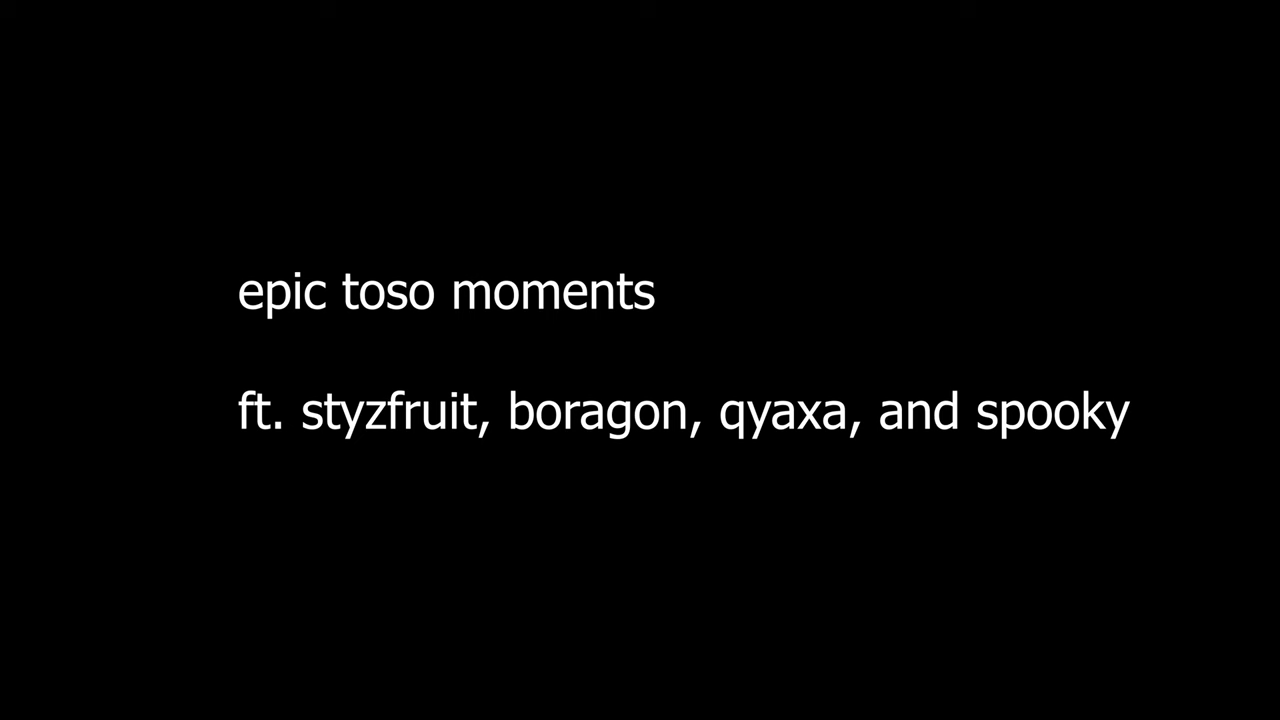 epic toso moments
ft. styzfruit, boragon, qyaxa, and spooky